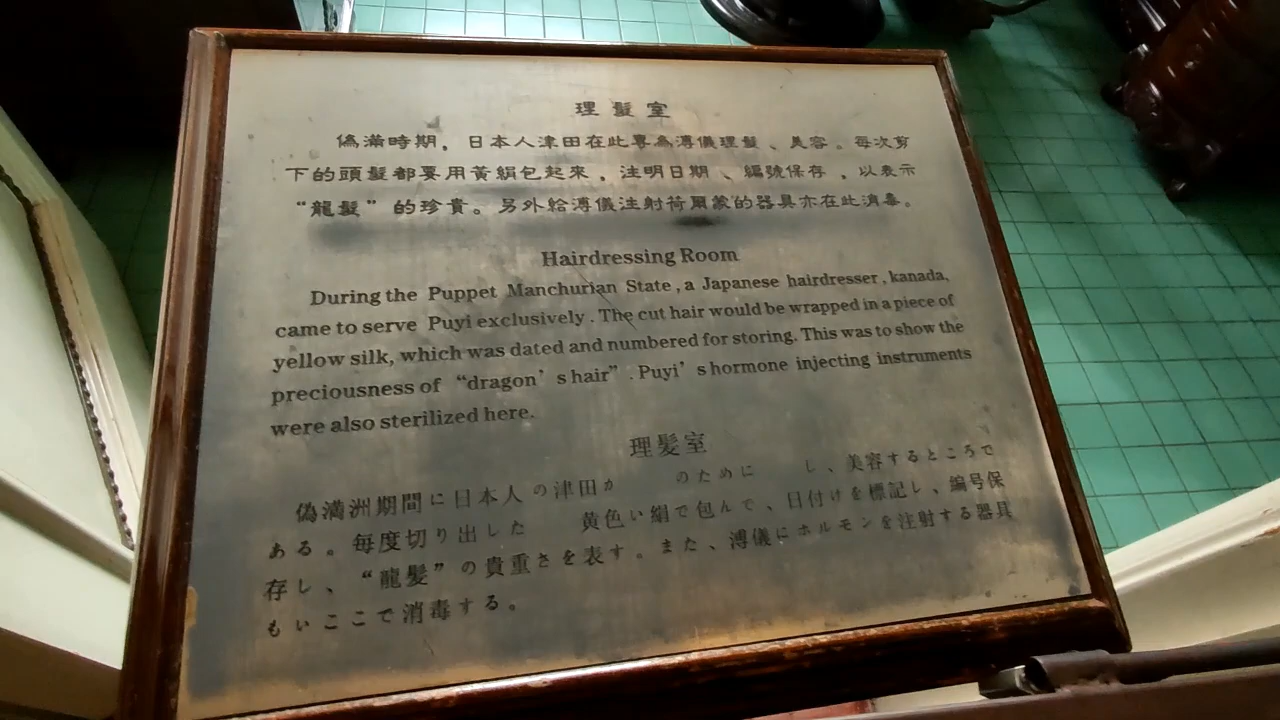 理髮室
偽滿時期，日本人津田在此專為溥儀理髮、美容。每次剪
下的頭髮都要用黃絹包起來，注明日期、編號保存，以表示
“龍髮”的珍貴。另外給溥儀注射荷爾蒙的器具亦在此消毒。
Hairdressing Room
During the Puppet Manchurian State, a Japanese hairdresser, kanada,
came to serve Puyi exclusively. The cut hair would be wrapped in a piece of
yellow silk, which was dated and numbered for storing. This was to show the
preciousness of “dragon’s hair”. Puyi’s hormone injecting instruments
were also sterilized here.
理髪室
偽満洲期間に日本人の津田が のために し、美容するところで
ある。毎度切り出した 黄色い絹で包んで、日付けを標記し、編号保
存し、“龍髪”の貴重さを表す。また、溥儀にホルモンを注射する器具
もいここで消毒する。